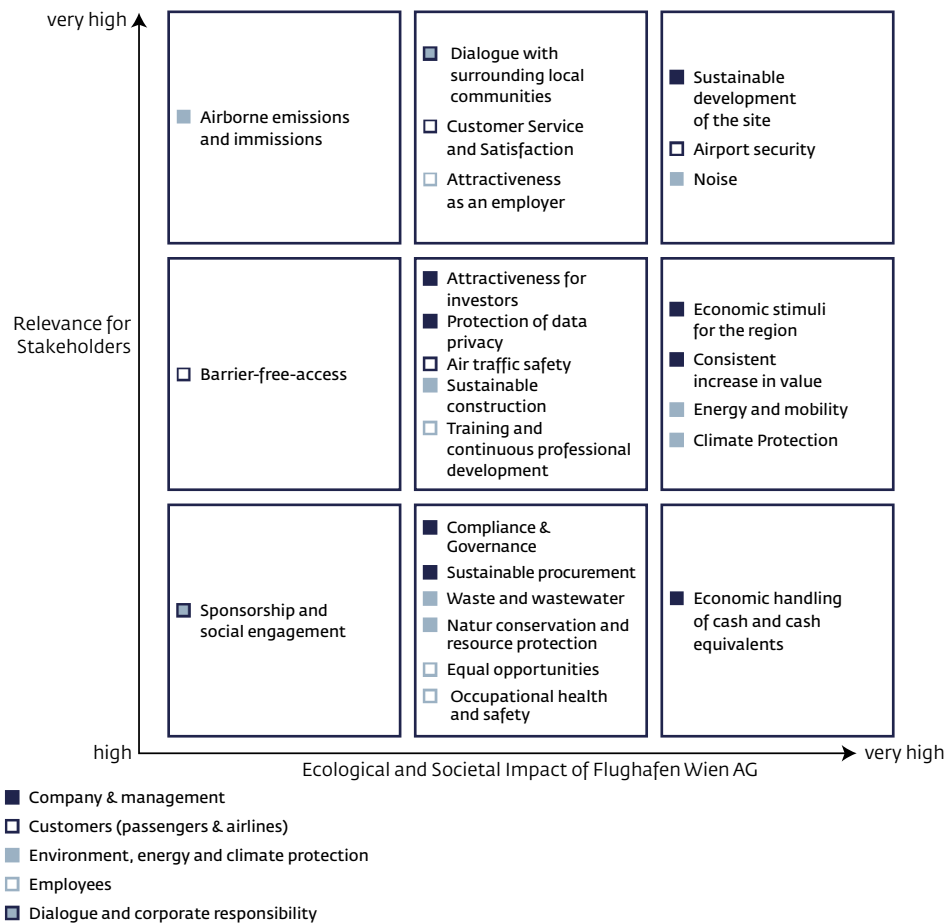 very high
Airborne emissions
and immissions
Dialogue with
surrounding local
communities
Customer Service
and Satisfaction
Attractiveness
as an employer
Sustainable
development
of the site
Airport security
Noise
Relevance for
Stakeholders
Barrier-free-access
Attractiveness for
investors
Protection of data
privacy
Air traffic safety
Sustainable
construction
Training and
continuous professional
development
Economic stimuli
for the region
Consistent
increase in value
Energy and mobility
Climate Protection
Sponsorship and
social engagement
Compliance &
Governance
Sustainable procurement
Waste and wastewater
Natur conservation and
resource protection
Equal opportunities
Occupational health
and safety
Economic handling
of cash and cash
equivalents
high
very high
Ecological and Societal Impact of Flughafen Wien AG
Company & management
Customers (passengers & airlines)
Environment, energy and climate protection
Employees
Dialogue and corporate responsibility